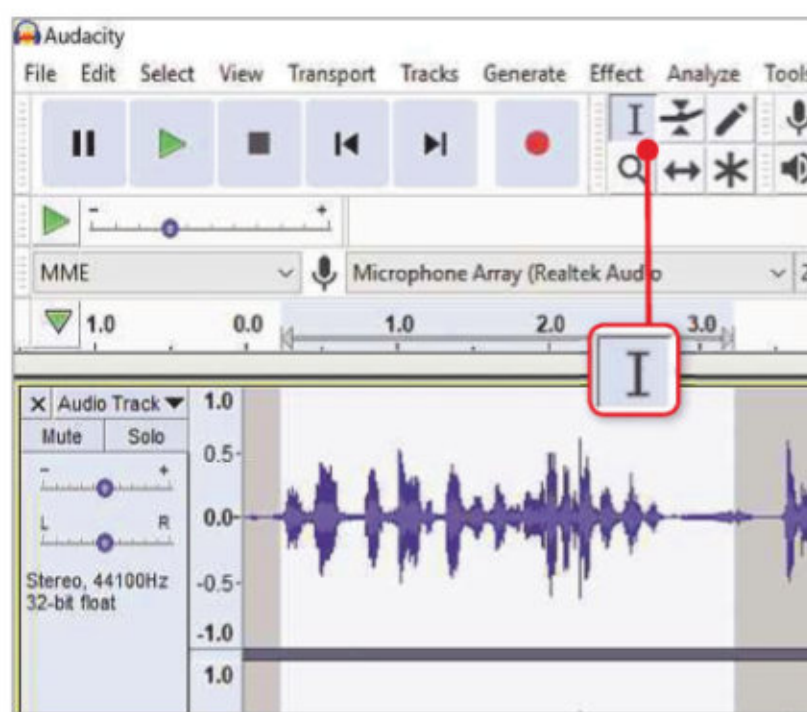 Audacity
File Edit Select View Transport Tracks Generate Effect Analyze Tools
- +
MME Microphone Array (Realtek Audio 2
1.0 0.0 1.0 2.0 3.0
X Audio Track 1.0
Mute Solo
0.5
- +
0.0
L R
Stereo, 44100Hz
-0.5
32-bit float
-1.0
1.0